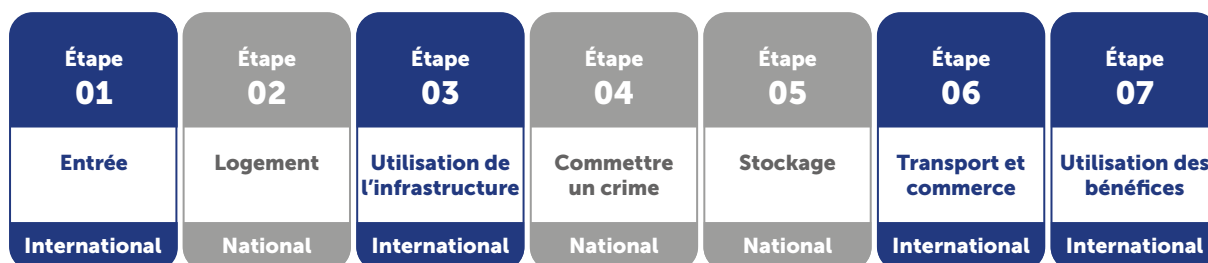 Étape
01
Entrée
International
Étape
02
Logement
National
Étape
03
Utilisation de
l'infrastructure
International
Étape
04
Commettre
un crime
National
Étape
05
Stockage
National
Étape
06
Transport et
commerce
International
Étape
07
Utilisation des
bénéfices
International